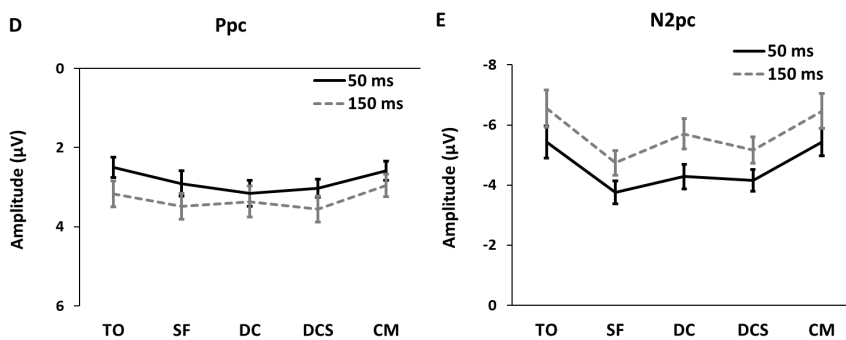 D
Ppc
Amplitude (μV)
0
2
4
6
50 ms
150 ms
TO SF DC DCS CM
E
N2pc
Amplitude (μV)
-8
-6
-4
-2
0
50 ms
150 ms
TO SF DC DCS CM